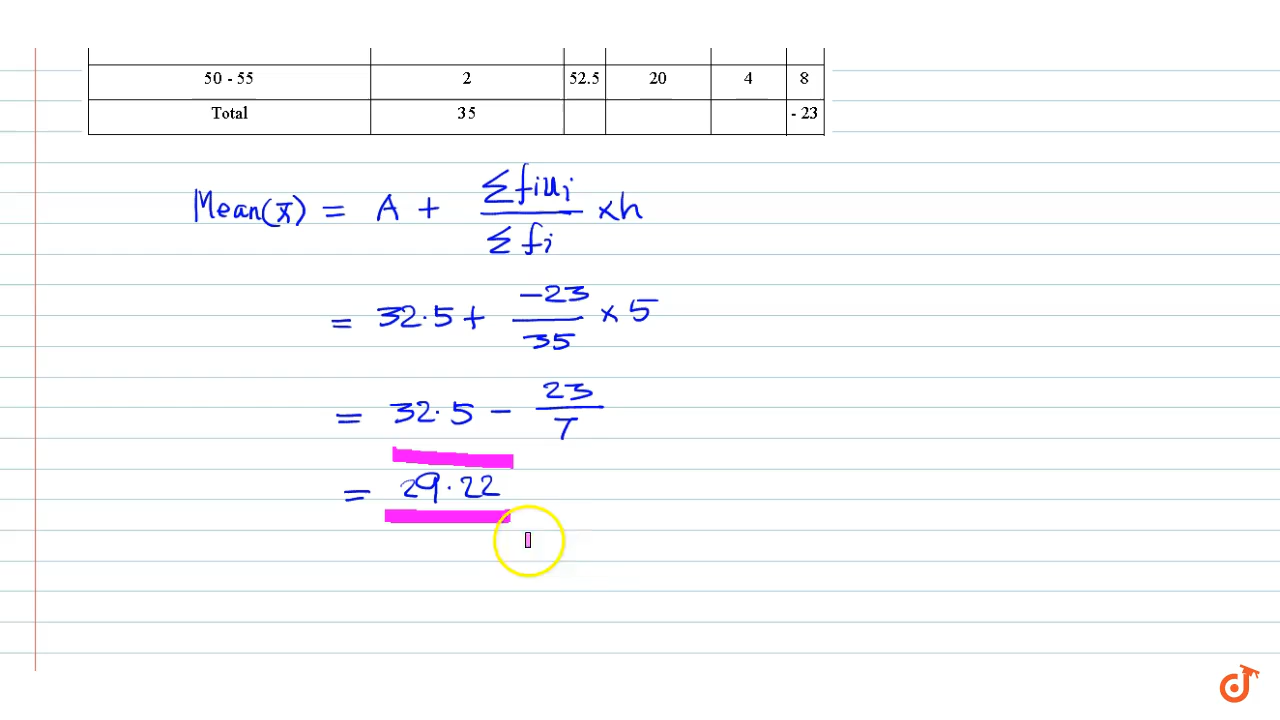 50 - 55 2 52.5 20 4 8
Total 35 - 23
Mean(x̄) = A + Σfiui / Σfi × h
= 32.5 + -23 / 35 × 5
= 32.5 - 23 / 7
= 29.22